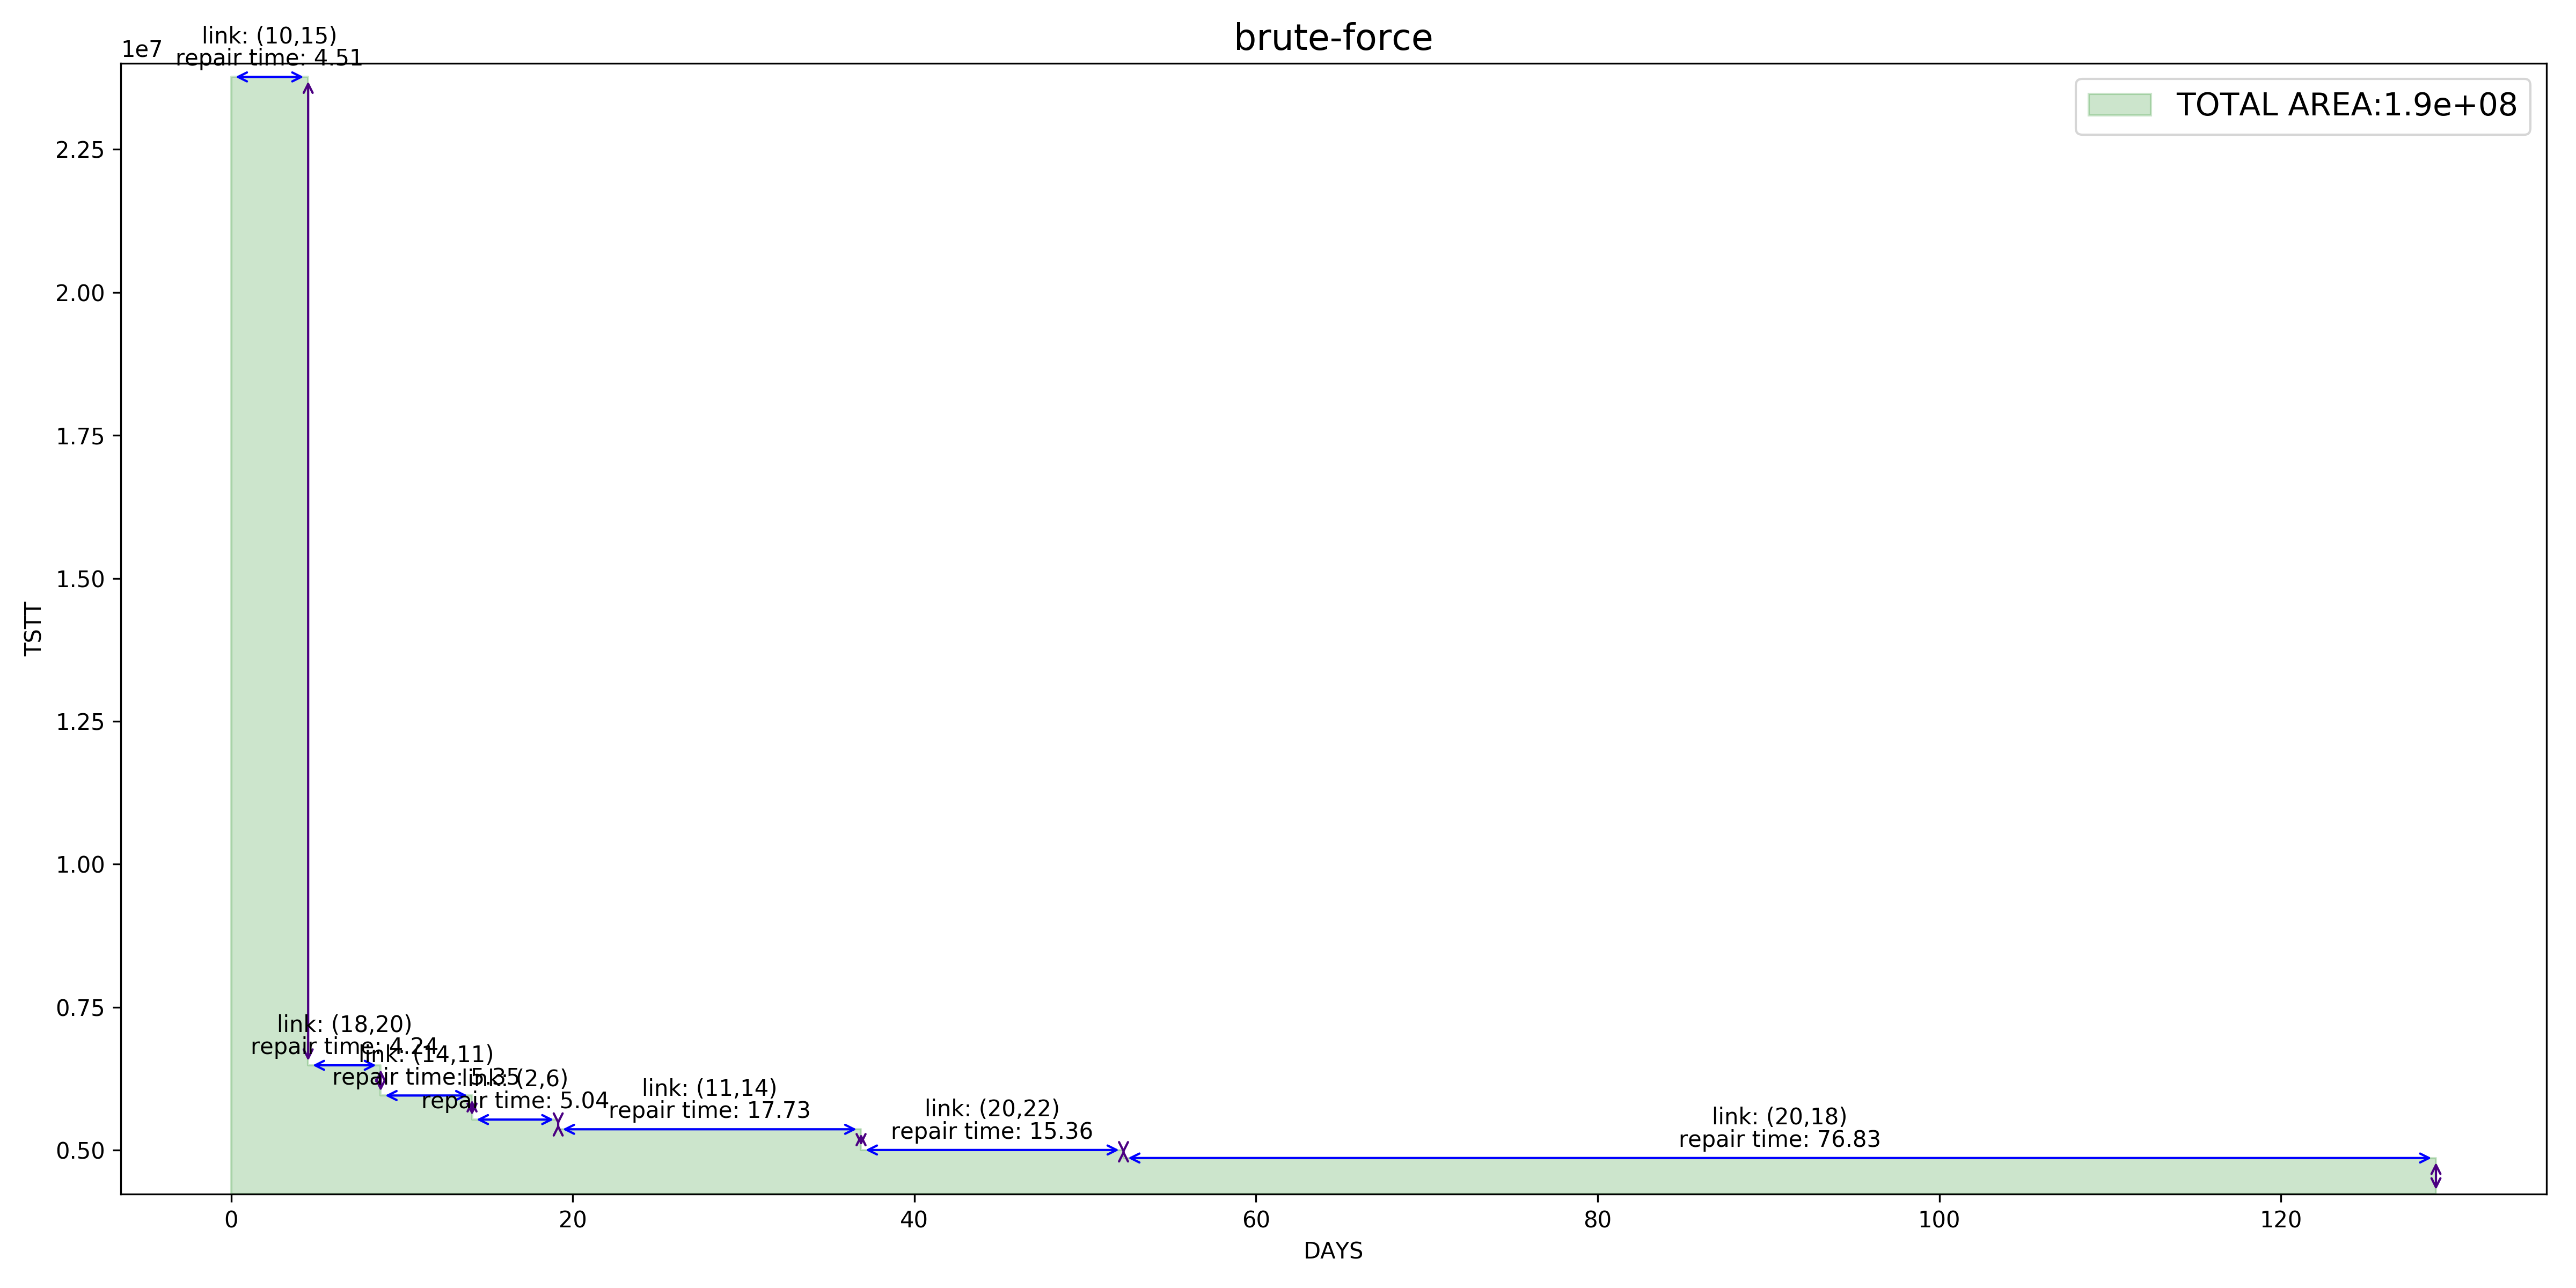 brute-force
1e7
link: (10,15)
repair time: 4.51
TOTAL AREA:1.9e+08
2.25
2.00
1.75
1.50
1.25
1.00
0.75
0.50
TSTT
link: (18,20)
repair time: 4.24
link: (14,11)
repair time: 5.35
link: (2,6)
repair time: 5.04
link: (11,14)
repair time: 17.73
link: (20,22)
repair time: 15.36
link: (20,18)
repair time: 76.83
0 20 40 60 80 100 120
DAYS